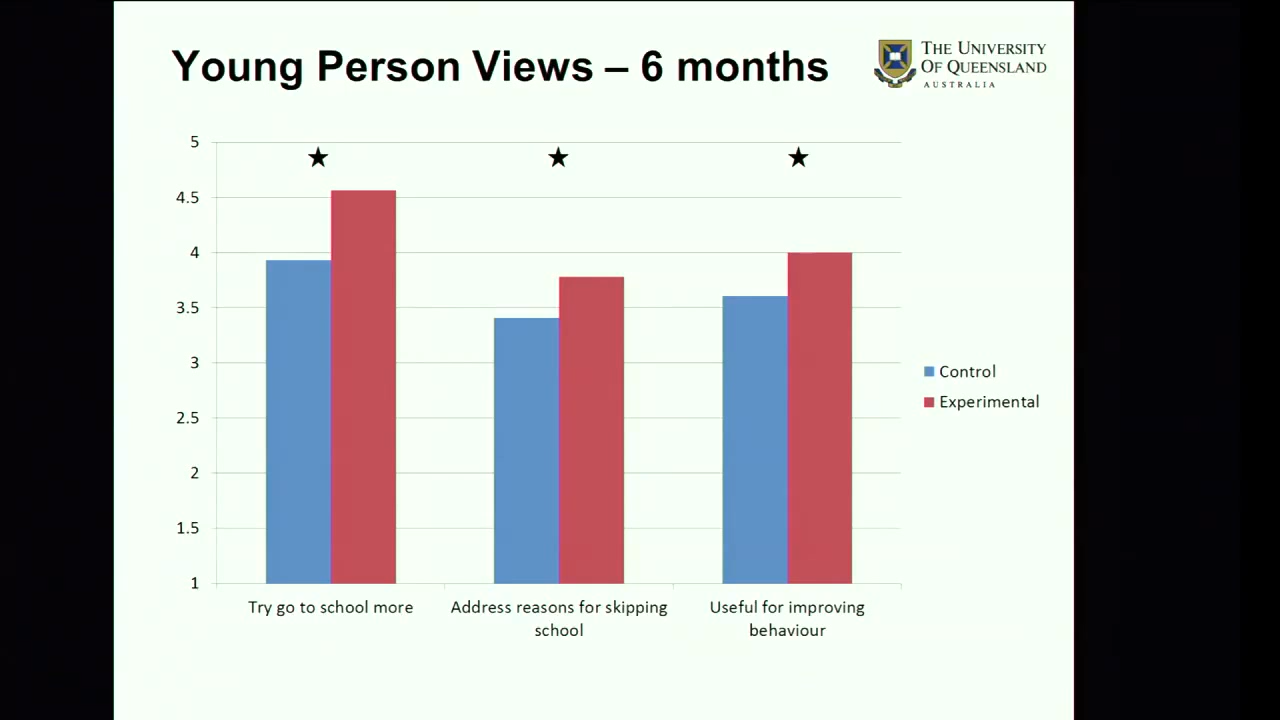 Young Person Views – 6 months
THE UNIVERSITY
OF QUEENSLAND
AUSTRALIA
5
4.5
4
3.5
3
2.5
2
1.5
1
Control
Experimental
Try go to school more
Address reasons for skipping
school
Useful for improving
behaviour